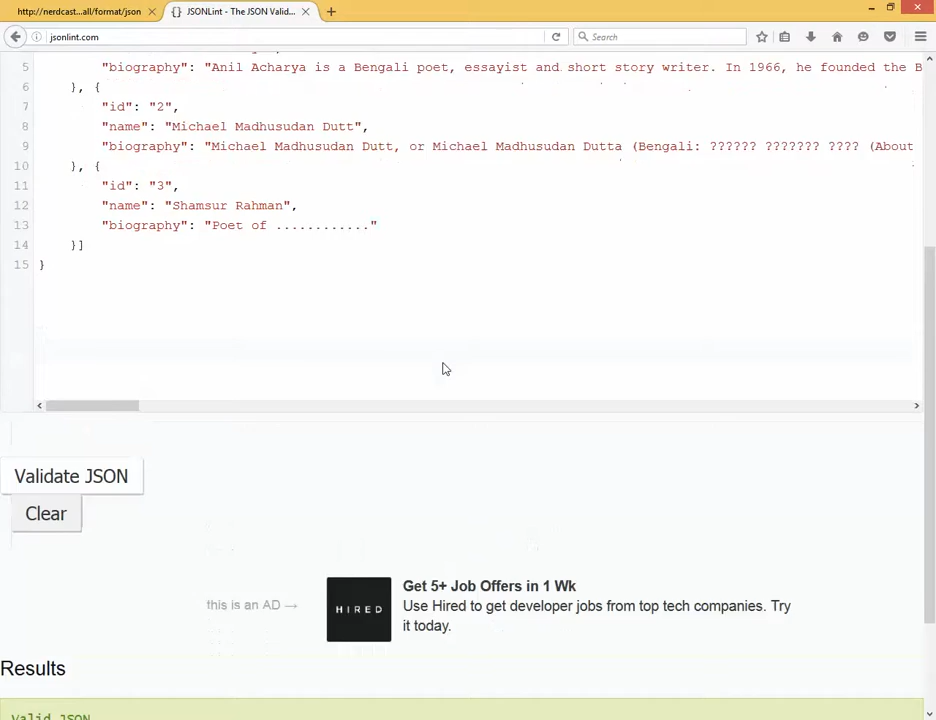 http://nerdcast...all/format/json
{} JSONLint - The JSON Valid...
jsonlint.com
Search
5 "biography": "Anil Acharya is a Bengali poet, essayist and short story writer. In 1966, he founded the B
6 }, {
7 "id": "2",
8 "name": "Michael Madhusudan Dutt",
9 "biography": "Michael Madhusudan Dutt, or Michael Madhusudan Dutta (Bengali: ?????? ??????? ???? (About
10 }, {
11 "id": "3",
12 "name": "Shamsur Rahman",
13 "biography": "Poet of ............"
14 }]
15 }
Validate JSON
Clear
this is an AD →
HIRED
Get 5+ Job Offers in 1 Wk
Use Hired to get developer jobs from top tech companies. Try
it today.
Results
Valid JSON